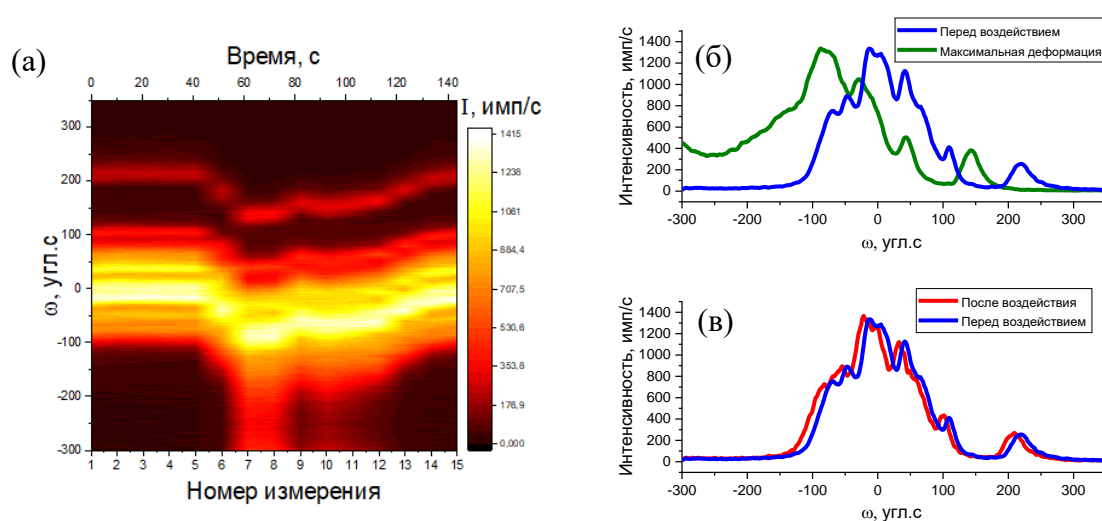 (а)
Время, с
0 20 40 60 80 100 120 140
I, имп/с
ω, угл.с
300
200
100
0
-100
-200
-300
1415
1238
1061
884,4
707,5
530,6
353,8
176,9
0,000
1 2 3 4 5 6 7 8 9 10 11 12 13 14 15
Номер измерения
(б)
Перед воздействием
Максимальная деформация
Интенсивность, имп/с
1400
1200
1000
800
600
400
200
0
-300 -200 -100 0 100 200 300
ω, угл.с
(в)
После воздействия
Перед воздействием
Интенсивность, имп/с
1400
1200
1000
800
600
400
200
0
-300 -200 -100 0 100 200 300
ω, угл.с